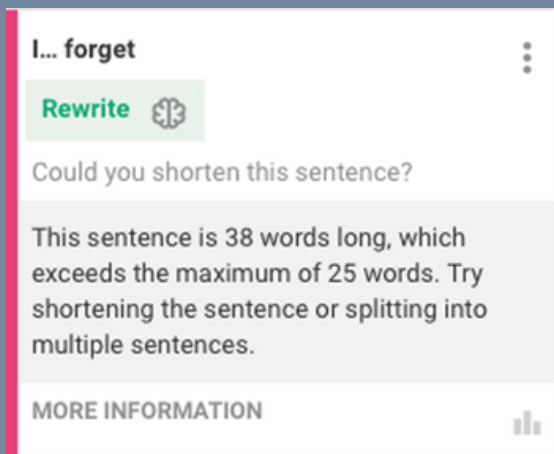 I... forget
Rewrite
Could you shorten this sentence?
This sentence is 38 words long, which
exceeds the maximum of 25 words. Try
shortening the sentence or splitting into
multiple sentences.
MORE INFORMATION